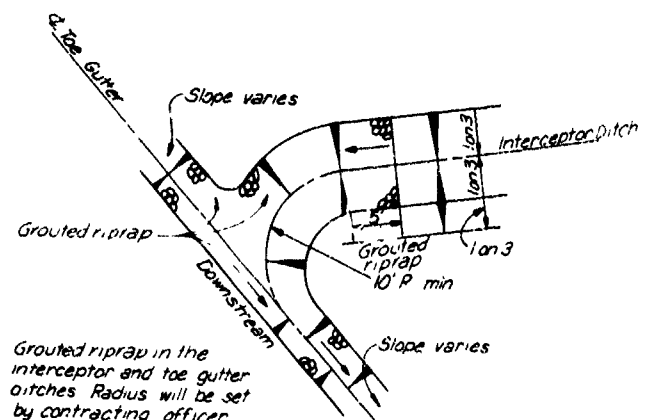 ℄ Toe Gutter
Slope varies
Interceptor Ditch
1 on 3
1 on 3
1 on 3
5'
Grouted
riprap
10' R min
Grouted riprap
Downstream
Slope varies
Grouted riprap in the
interceptor and toe gutter
ditches Radius will be set
by contracting officer